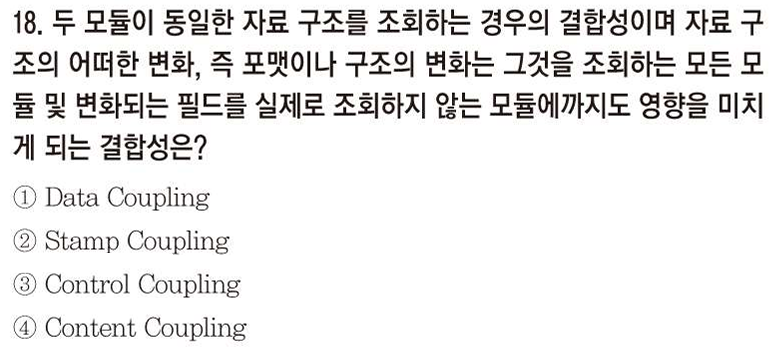 18. 두 모듈이 동일한 자료 구조를 조회하는 경우의 결합성이며 자료 구
조의 어떠한 변화, 즉 포맷이나 구조의 변화는 그것을 조회하는 모든 모
듈 및 변화되는 필드를 실제로 조회하지 않는 모듈에까지도 영향을 미치
게 되는 결합성은?
① Data Coupling
② Stamp Coupling
③ Control Coupling
④ Content Coupling